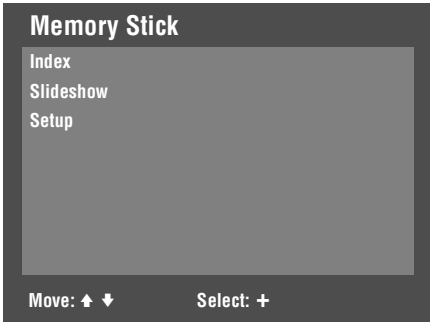 Memory Stick
Index
Slideshow
Setup
Move: ⬆ ⬇ Select: +